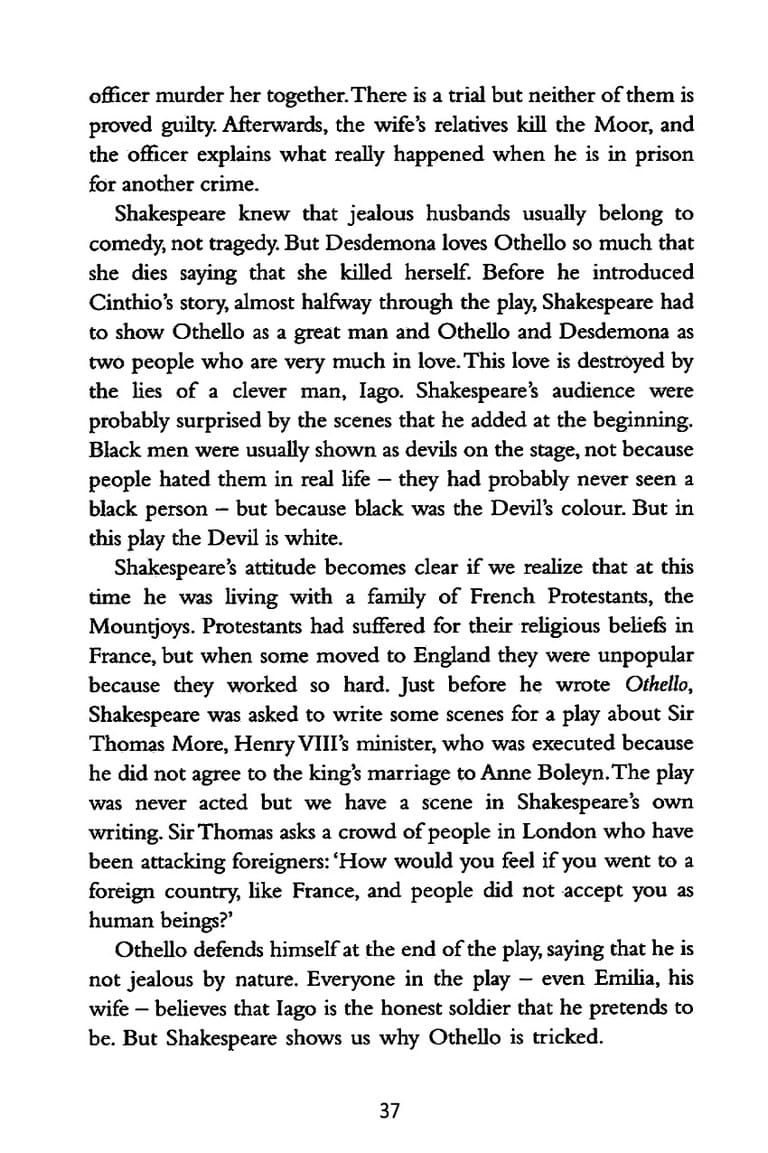 officer murder her together. There is a trial but neither of them is
proved guilty. Afterwards, the wife's relatives kill the Moor, and
the officer explains what really happened when he is in prison
for another crime.
Shakespeare knew that jealous husbands usually belong to
comedy, not tragedy. But Desdemona loves Othello so much that
she dies saying that she killed herself. Before he introduced
Cinthio's story, almost halfway through the play, Shakespeare had
to show Othello as a great man and Othello and Desdemona as
two people who are very much in love. This love is destroyed by
the lies of a clever man, Iago. Shakespeare's audience were
probably surprised by the scenes that he added at the beginning.
Black men were usually shown as devils on the stage, not because
people hated them in real life – they had probably never seen a
black person – but because black was the Devil's colour. But in
this play the Devil is white.
Shakespeare's attitude becomes clear if we realize that at this
time he was living with a family of French Protestants, the
Mountjoys. Protestants had suffered for their religious beliefs in
France, but when some moved to England they were unpopular
because they worked so hard. Just before he wrote Othello,
Shakespeare was asked to write some scenes for a play about Sir
Thomas More, Henry VIII's minister, who was executed because
he did not agree to the king's marriage to Anne Boleyn. The play
was never acted but we have a scene in Shakespeare's own
writing. Sir Thomas asks a crowd of people in London who have
been attacking foreigners: 'How would you feel if you went to a
foreign country, like France, and people did not accept you as
human beings?'
Othello defends himself at the end of the play, saying that he is
not jealous by nature. Everyone in the play – even Emilia, his
wife – believes that Iago is the honest soldier that he pretends to
be. But Shakespeare shows us why Othello is tricked.
37